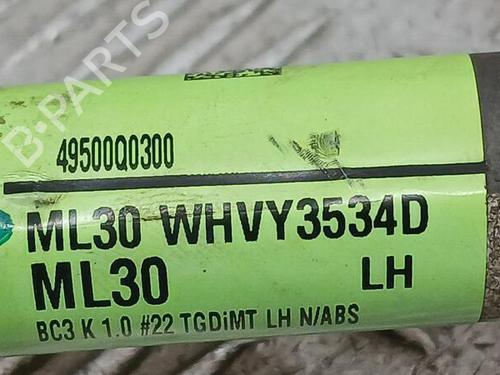 B-PARTS
49500Q0300
ML30 WHVY3534D
ML30 LH
BC3 K 1.0 #22 TGDiMT LH N/ABS